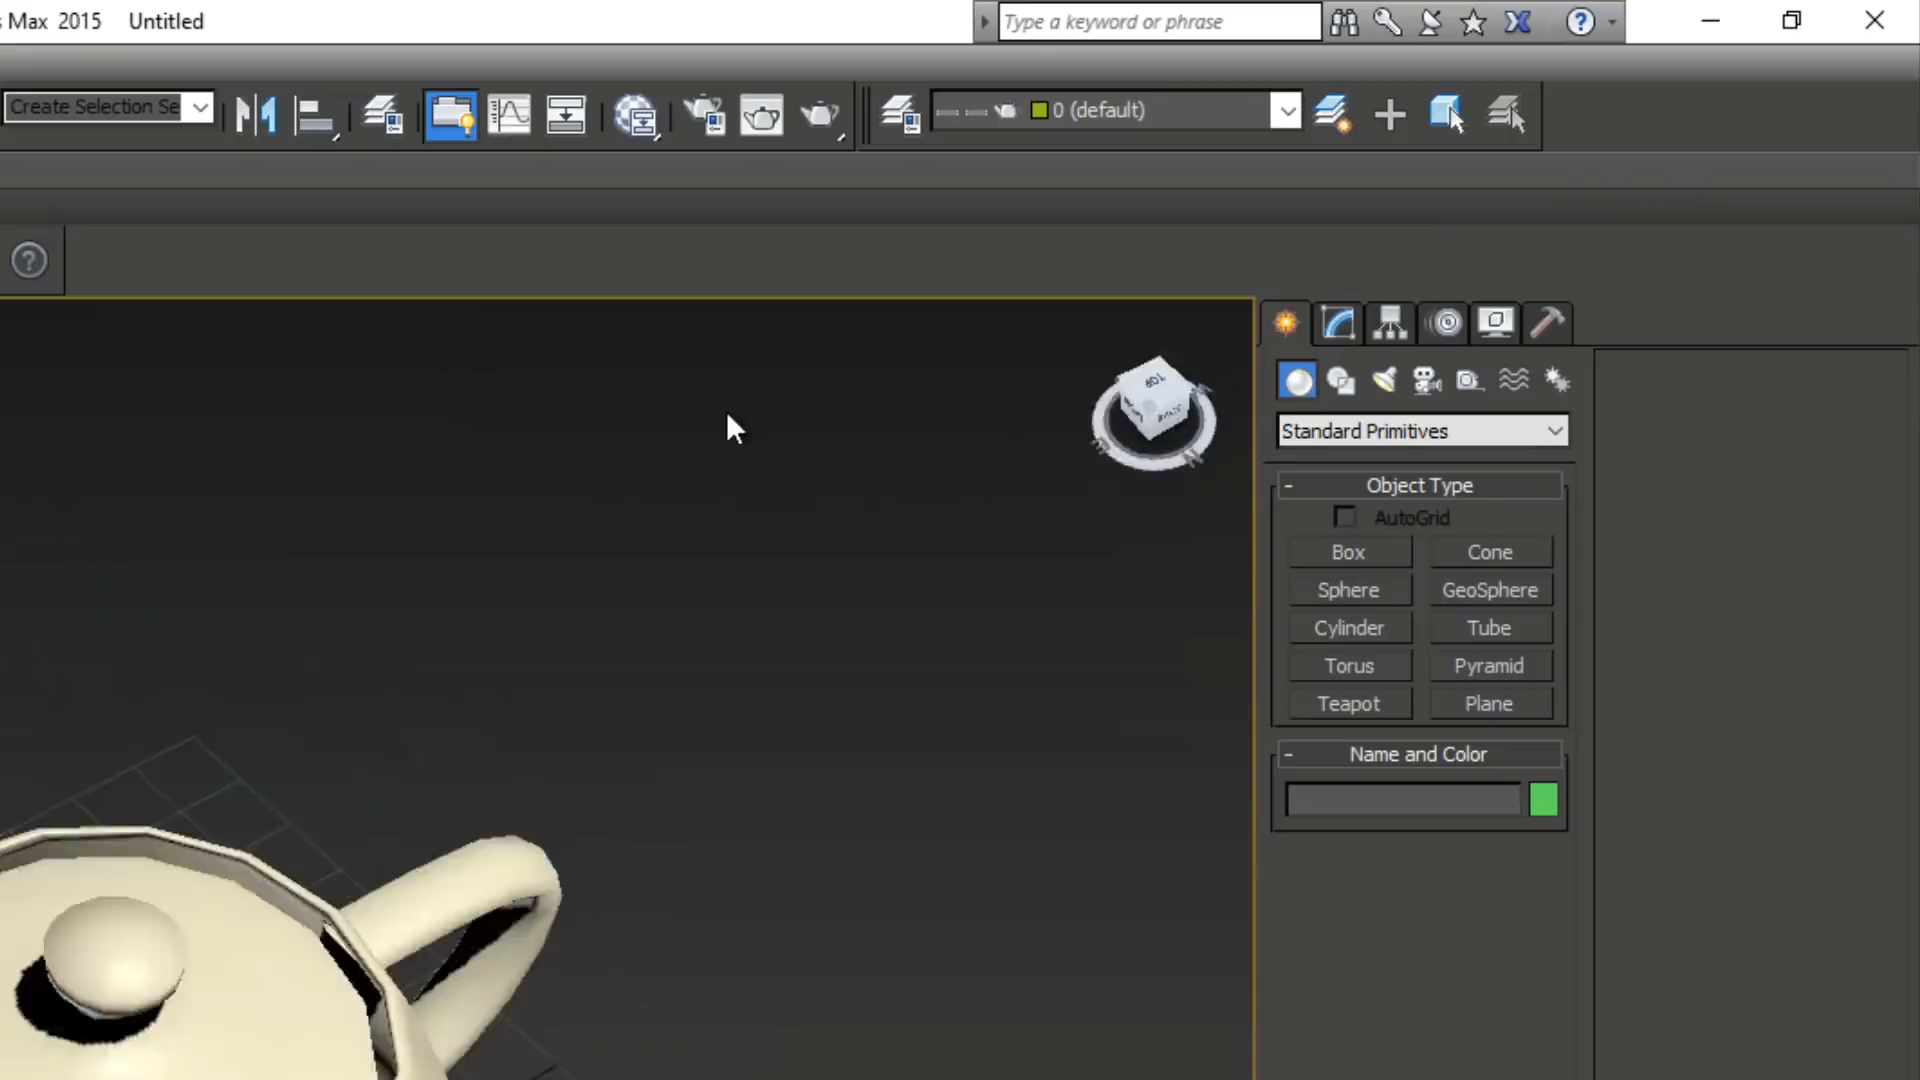 s Max 2015 Untitled
Type a keyword or phrase
Create Selection Se
0 (default)
TOP
N
Standard Primitives
Object Type
AutoGrid
Box Cone
Sphere GeoSphere
Cylinder Tube
Torus Pyramid
Teapot Plane
Name and Color